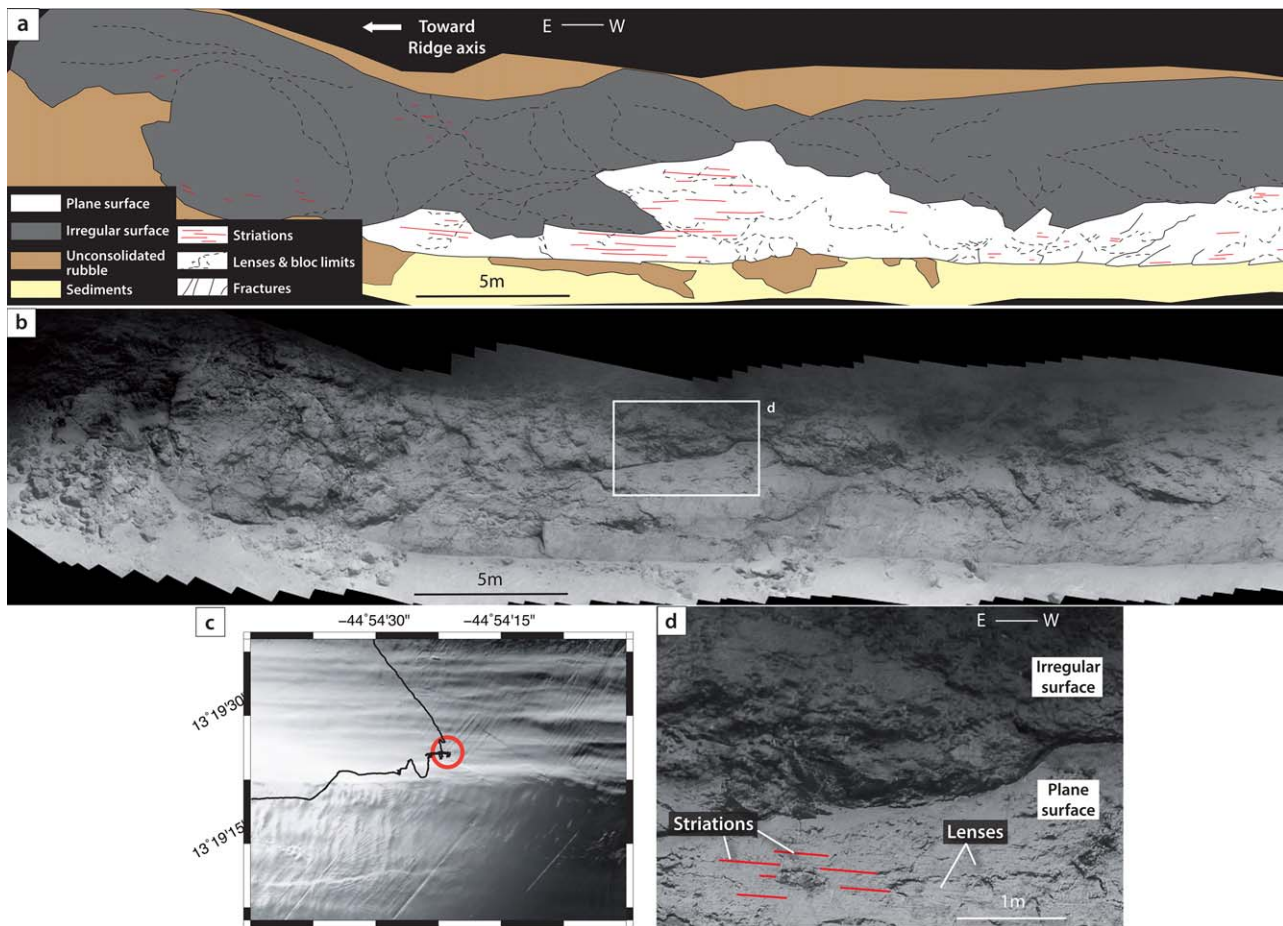 a
Toward
Ridge axis
E W
Plane surface
Irregular surface
Unconsolidated
rubble
Sediments
Striations
Lenses & bloc limits
Fractures
5m
b
d
5m
c
−44˚54'30" −44˚54'15"
13˚19'30"
13˚19'15"
d
E W
Irregular
surface
Plane
surface
Striations
Lenses
1m